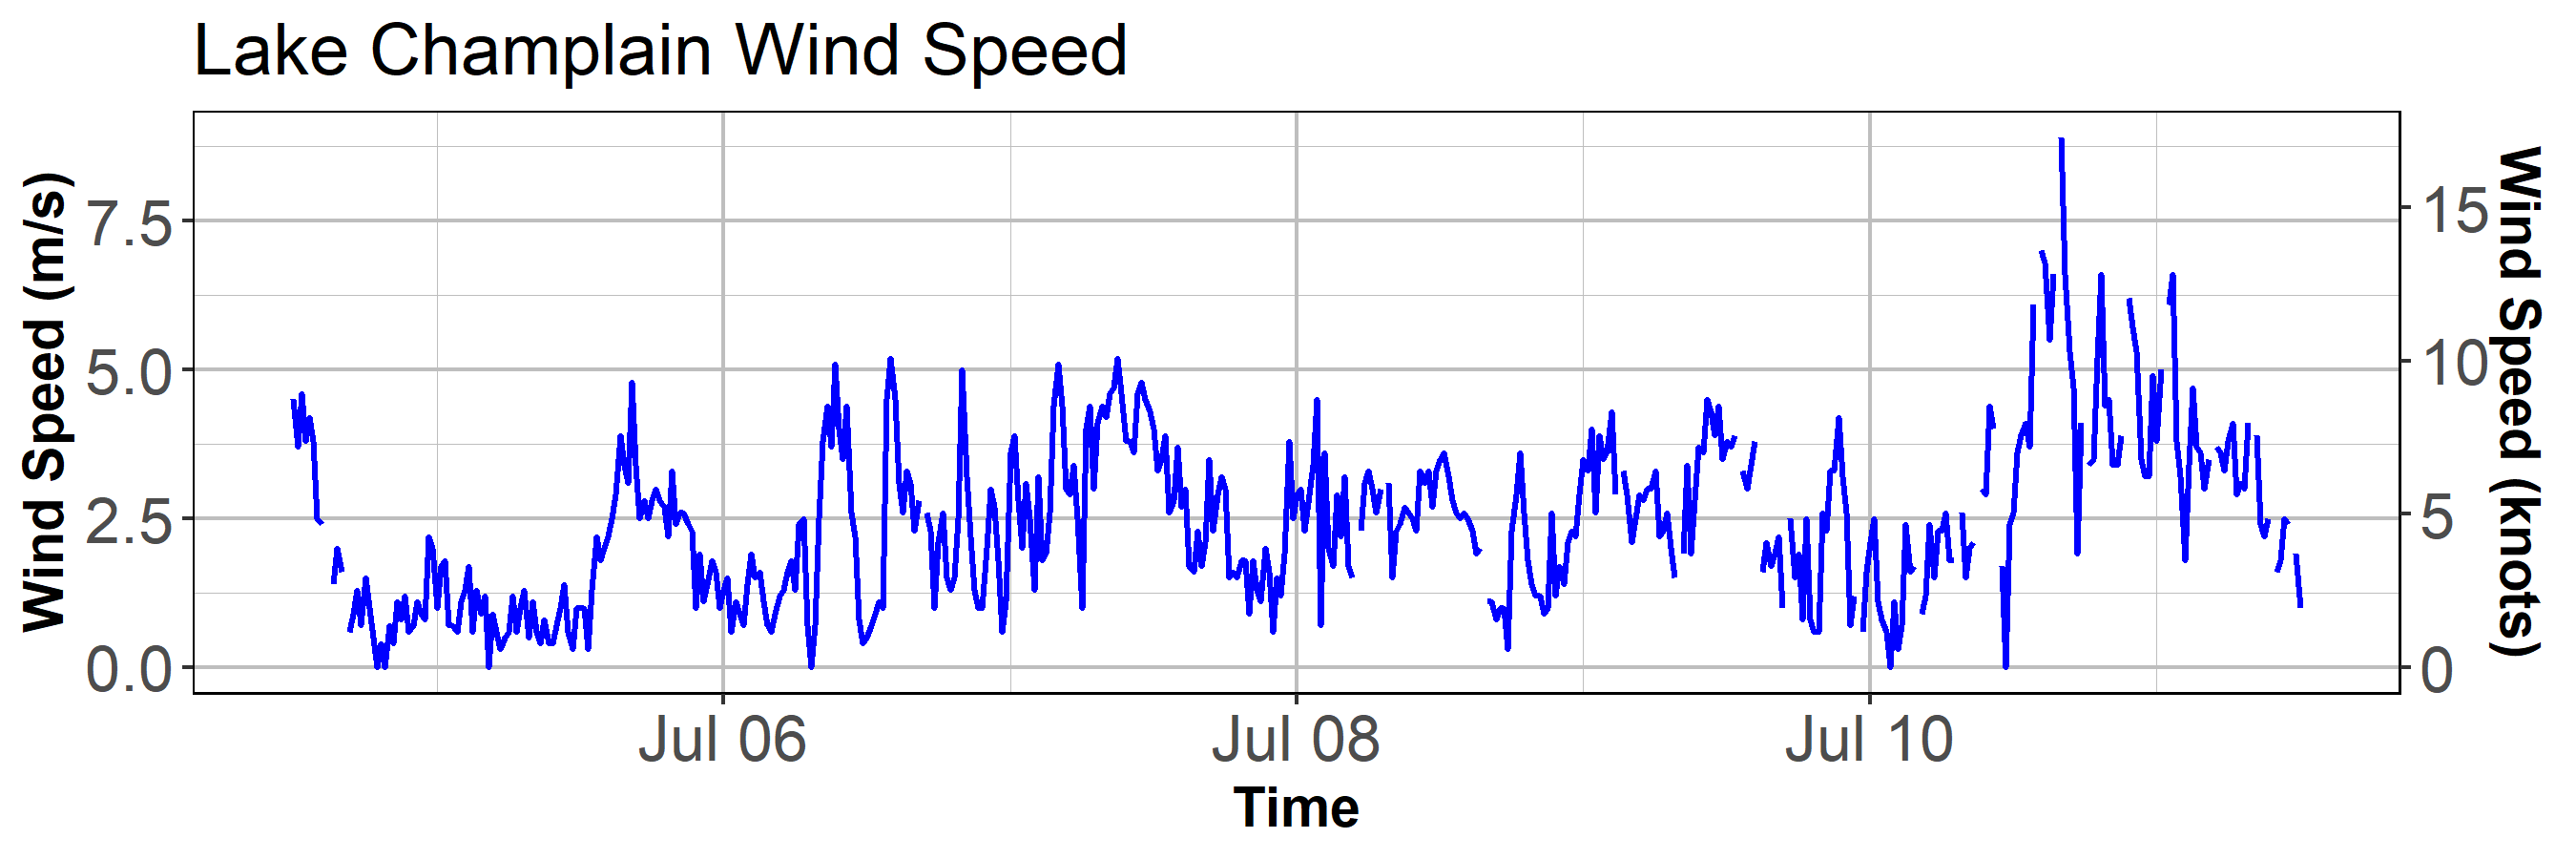 Lake Champlain Wind Speed
Wind Speed (m/s)
7.5
5.0
2.5
0.0
15
10
5
0
Wind Speed (knots)
Jul 06
Jul 08
Jul 10
Time